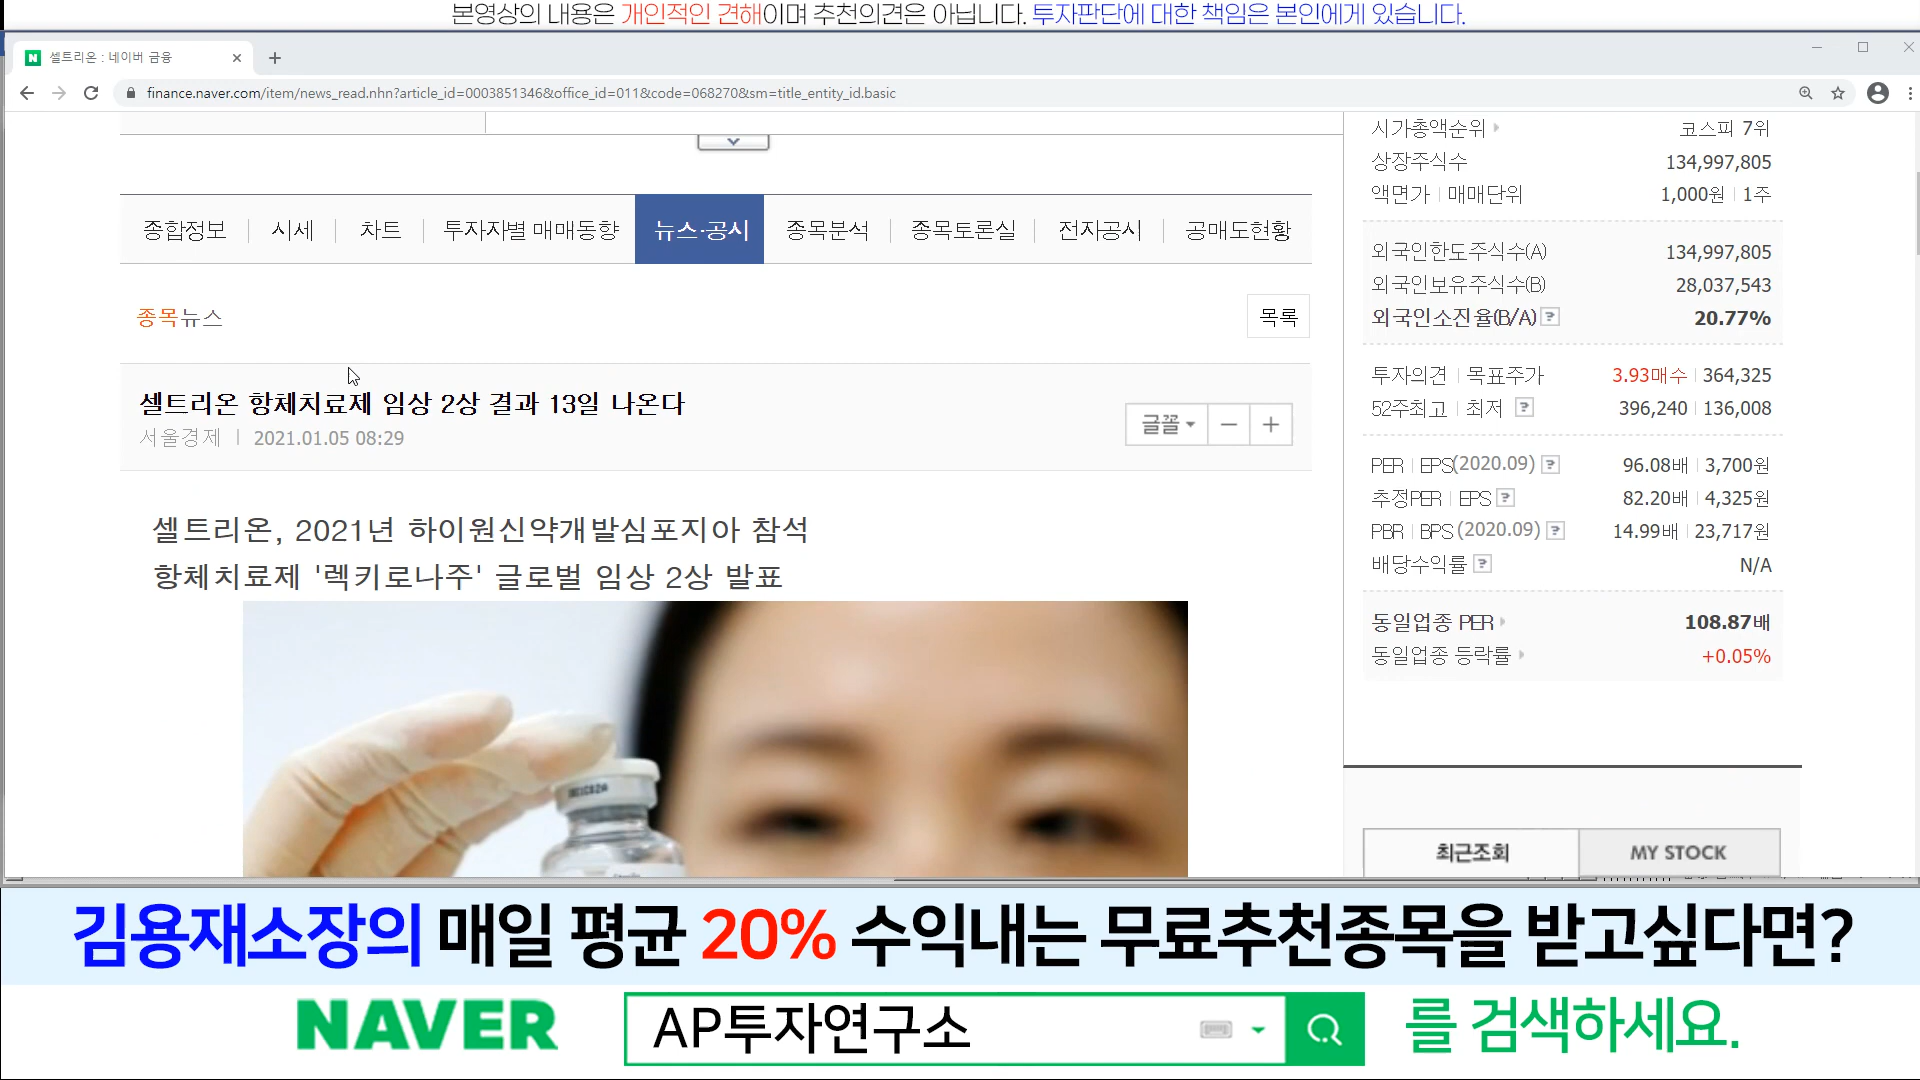 본영상의 내용은 개인적인 견해이며 추천의견은 아닙니다. 투자판단에 대한 책임은 본인에게 있습니다.
셀트리온 : 네이버 금융
finance.naver.com/item/news_read.nhn?article_id=0003851346&office_id=011&code=068270&sm=title_entity_id.basic
종합정보 시세 차트 투자자별 매매동향 뉴스·공시 종목분석 종목토론실 전자공시 공매도현황
종목뉴스
목록
셀트리온 항체치료제 임상 2상 결과 13일 나온다
서울경제 | 2021.01.05 08:29
글꼴 - +
셀트리온, 2021년 하이원신약개발심포지아 참석
항체치료제 '렉키로나주' 글로벌 임상 2상 발표
시가총액순위 코스피 7위
상장주식수 134,997,805
액면가 | 매매단위 1,000원 | 1주
외국인한도주식수(A) 134,997,805
외국인보유주식수(B) 28,037,543
외국인소진율(B/A) ? 20.77%
투자의견 | 목표주가 3.93매수 | 364,325
52주최고 | 최저 ? 396,240 | 136,008
PER | EPS(2020.09) ? 96.08배 | 3,700원
추정PER | EPS ? 82.20배 | 4,325원
PBR | BPS (2020.09) ? 14.99배 | 23,717원
배당수익률 ? N/A
동일업종 PER 108.87배
동일업종 등락률 +0.05%
최근조회 MY STOCK
김용재소장의 매일 평균 20% 수익내는 무료추천종목을 받고싶다면?
NAVER AP투자연구소 를 검색하세요.